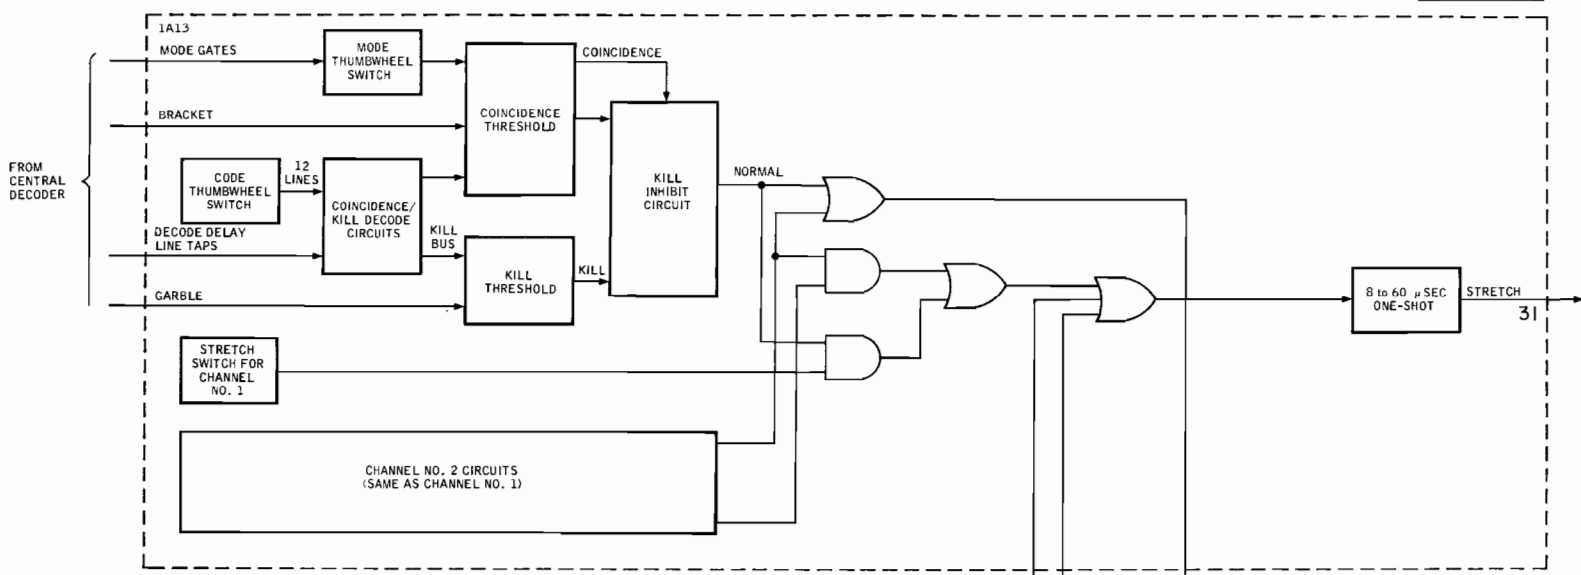 1A13
MODE GATES
MODE
THUMBWHEEL
SWITCH
COINCIDENCE
BRACKET
COINCIDENCE
THRESHOLD
FROM
CENTRAL
DECODER
CODE
THUMBWHEEL
SWITCH
12
LINES
COINCIDENCE/
KILL DECODE
CIRCUITS
KILL
INHIBIT
CIRCUIT
NORMAL
DECODE DELAY
LINE TAPS
KILL
BUS
KILL
THRESHOLD
KILL
GARBLE
8 to 60 μ SEC
ONE-SHOT
STRETCH
31
STRETCH
SWITCH FOR
CHANNEL
NO. 1
CHANNEL NO. 2 CIRCUITS
(SAME AS CHANNEL NO. 1)